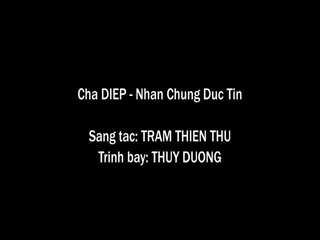 Cha DIEP - Nhan Chung Duc Tin
Sang tac: TRAM THIEN THU
Trinh bay: THUY DUONG